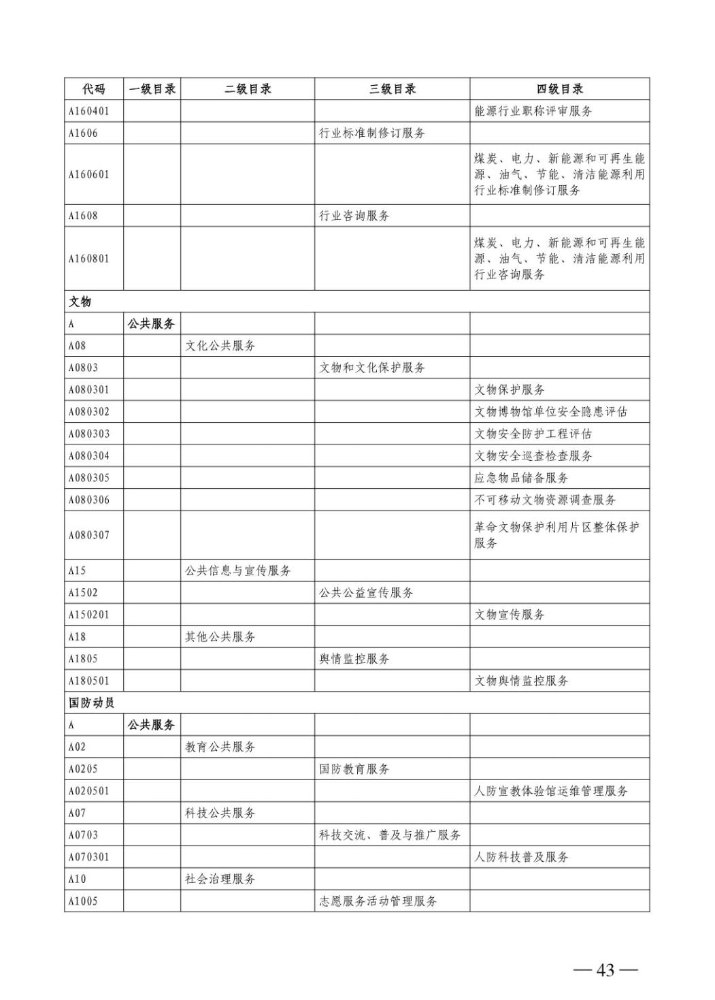 代码 一级目录 二级目录 三级目录 四级目录
A160401 能源行业职称评审服务
A1606 行业标准制修订服务
煤炭、电力、新能源和可再生能
A160601 源、油气、节能、清洁能源利用
行业标准制修订服务
A1608 行业咨询服务
煤炭、电力、新能源和可再生能
A160801 源、油气、节能、清洁能源利用
行业咨询服务
文物
A 公共服务
A08 文化公共服务
A0803 文物和文化保护服务
A080301 文物保护服务
A080302 文物博物馆单位安全隐患评估
A080303 文物安全防护工程评估
A080304 文物安全巡查检查服务
A080305 应急物品储备服务
A080306 不可移动文物资源调查服务
A080307 革命文物保护利用片区整体保护
服务
A15 公共信息与宣传服务
A1502 公共公益宣传服务
A150201 文物宣传服务
A18 其他公共服务
A1805 舆情监控服务
A180501 文物舆情监控服务
国防动员
A 公共服务
A02 教育公共服务
A0205 国防教育服务
A020501 人防宣教体验馆运维管理服务
A07 科技公共服务
A0703 科技交流、普及与推广服务
A070301 人防科技普及服务
A10 社会治理服务
A1005 志愿服务活动管理服务
— 43 —